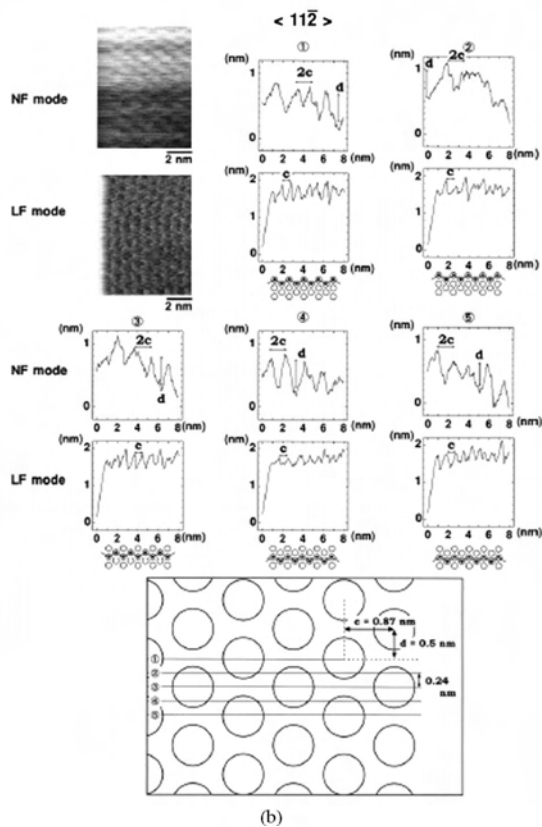 < 112̅ >
① ②
NF mode
(nm) 1 0 2c d
(nm) 1 0 d 2c
0 2 4 6 8 (nm)
0 2 4 6 8 (nm)
2 nm
LF mode
(nm) 2 1 0 c
(nm) 2 1 0 c
0 2 4 6 8 (nm)
0 2 4 6 8 (nm)
2 nm
③ ④ ⑤
NF mode
(nm) 1 0 2c d
(nm) 1 0 2c d
(nm) 1 0 2c d
0 2 4 6 8 (nm)
0 2 4 6 8 (nm)
0 2 4 6 8 (nm)
LF mode
(nm) 2 1 0 c
(nm) 2 1 0 c
(nm) 2 1 0 c
0 2 4 6 8 (nm)
0 2 4 6 8 (nm)
0 2 4 6 8 (nm)
c = 0.87 nm
d = 0.5 nm
①
②
③
④
⑤
0.24
nm
(b)